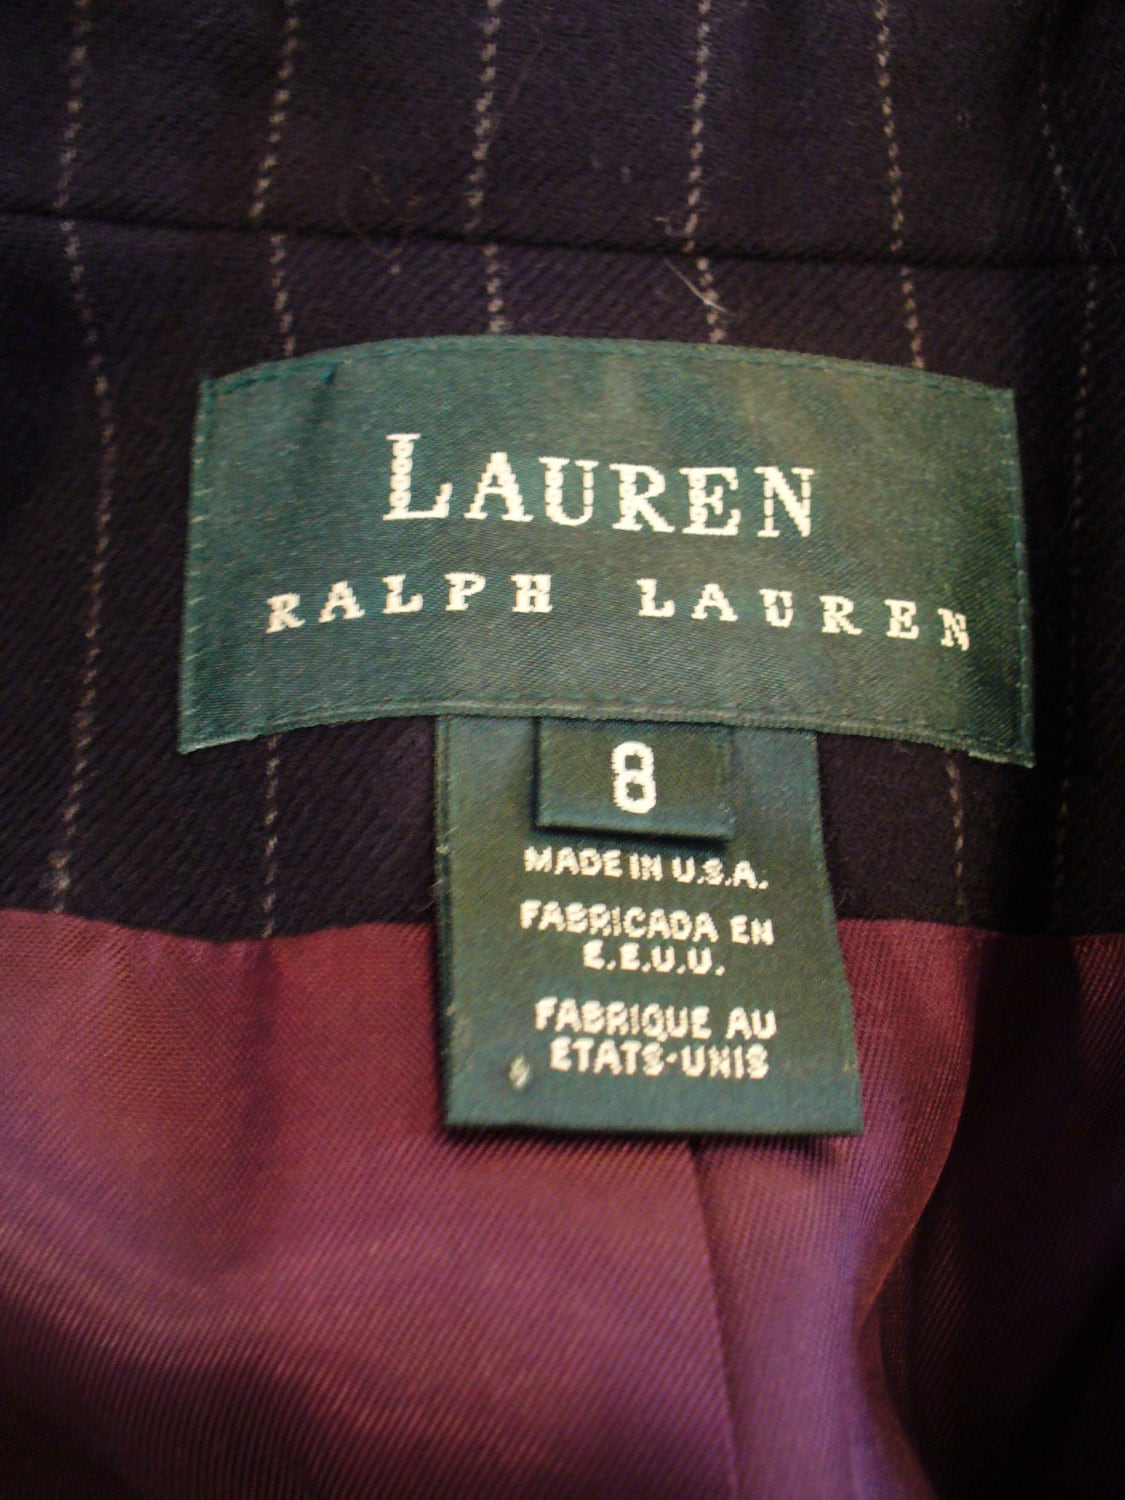 LAUREN
RALPH LAUREN
8
MADE IN U.S.A.
FABRICADA EN
E.E.U.U.
FABRIQUE AU
ETATS-UNIS